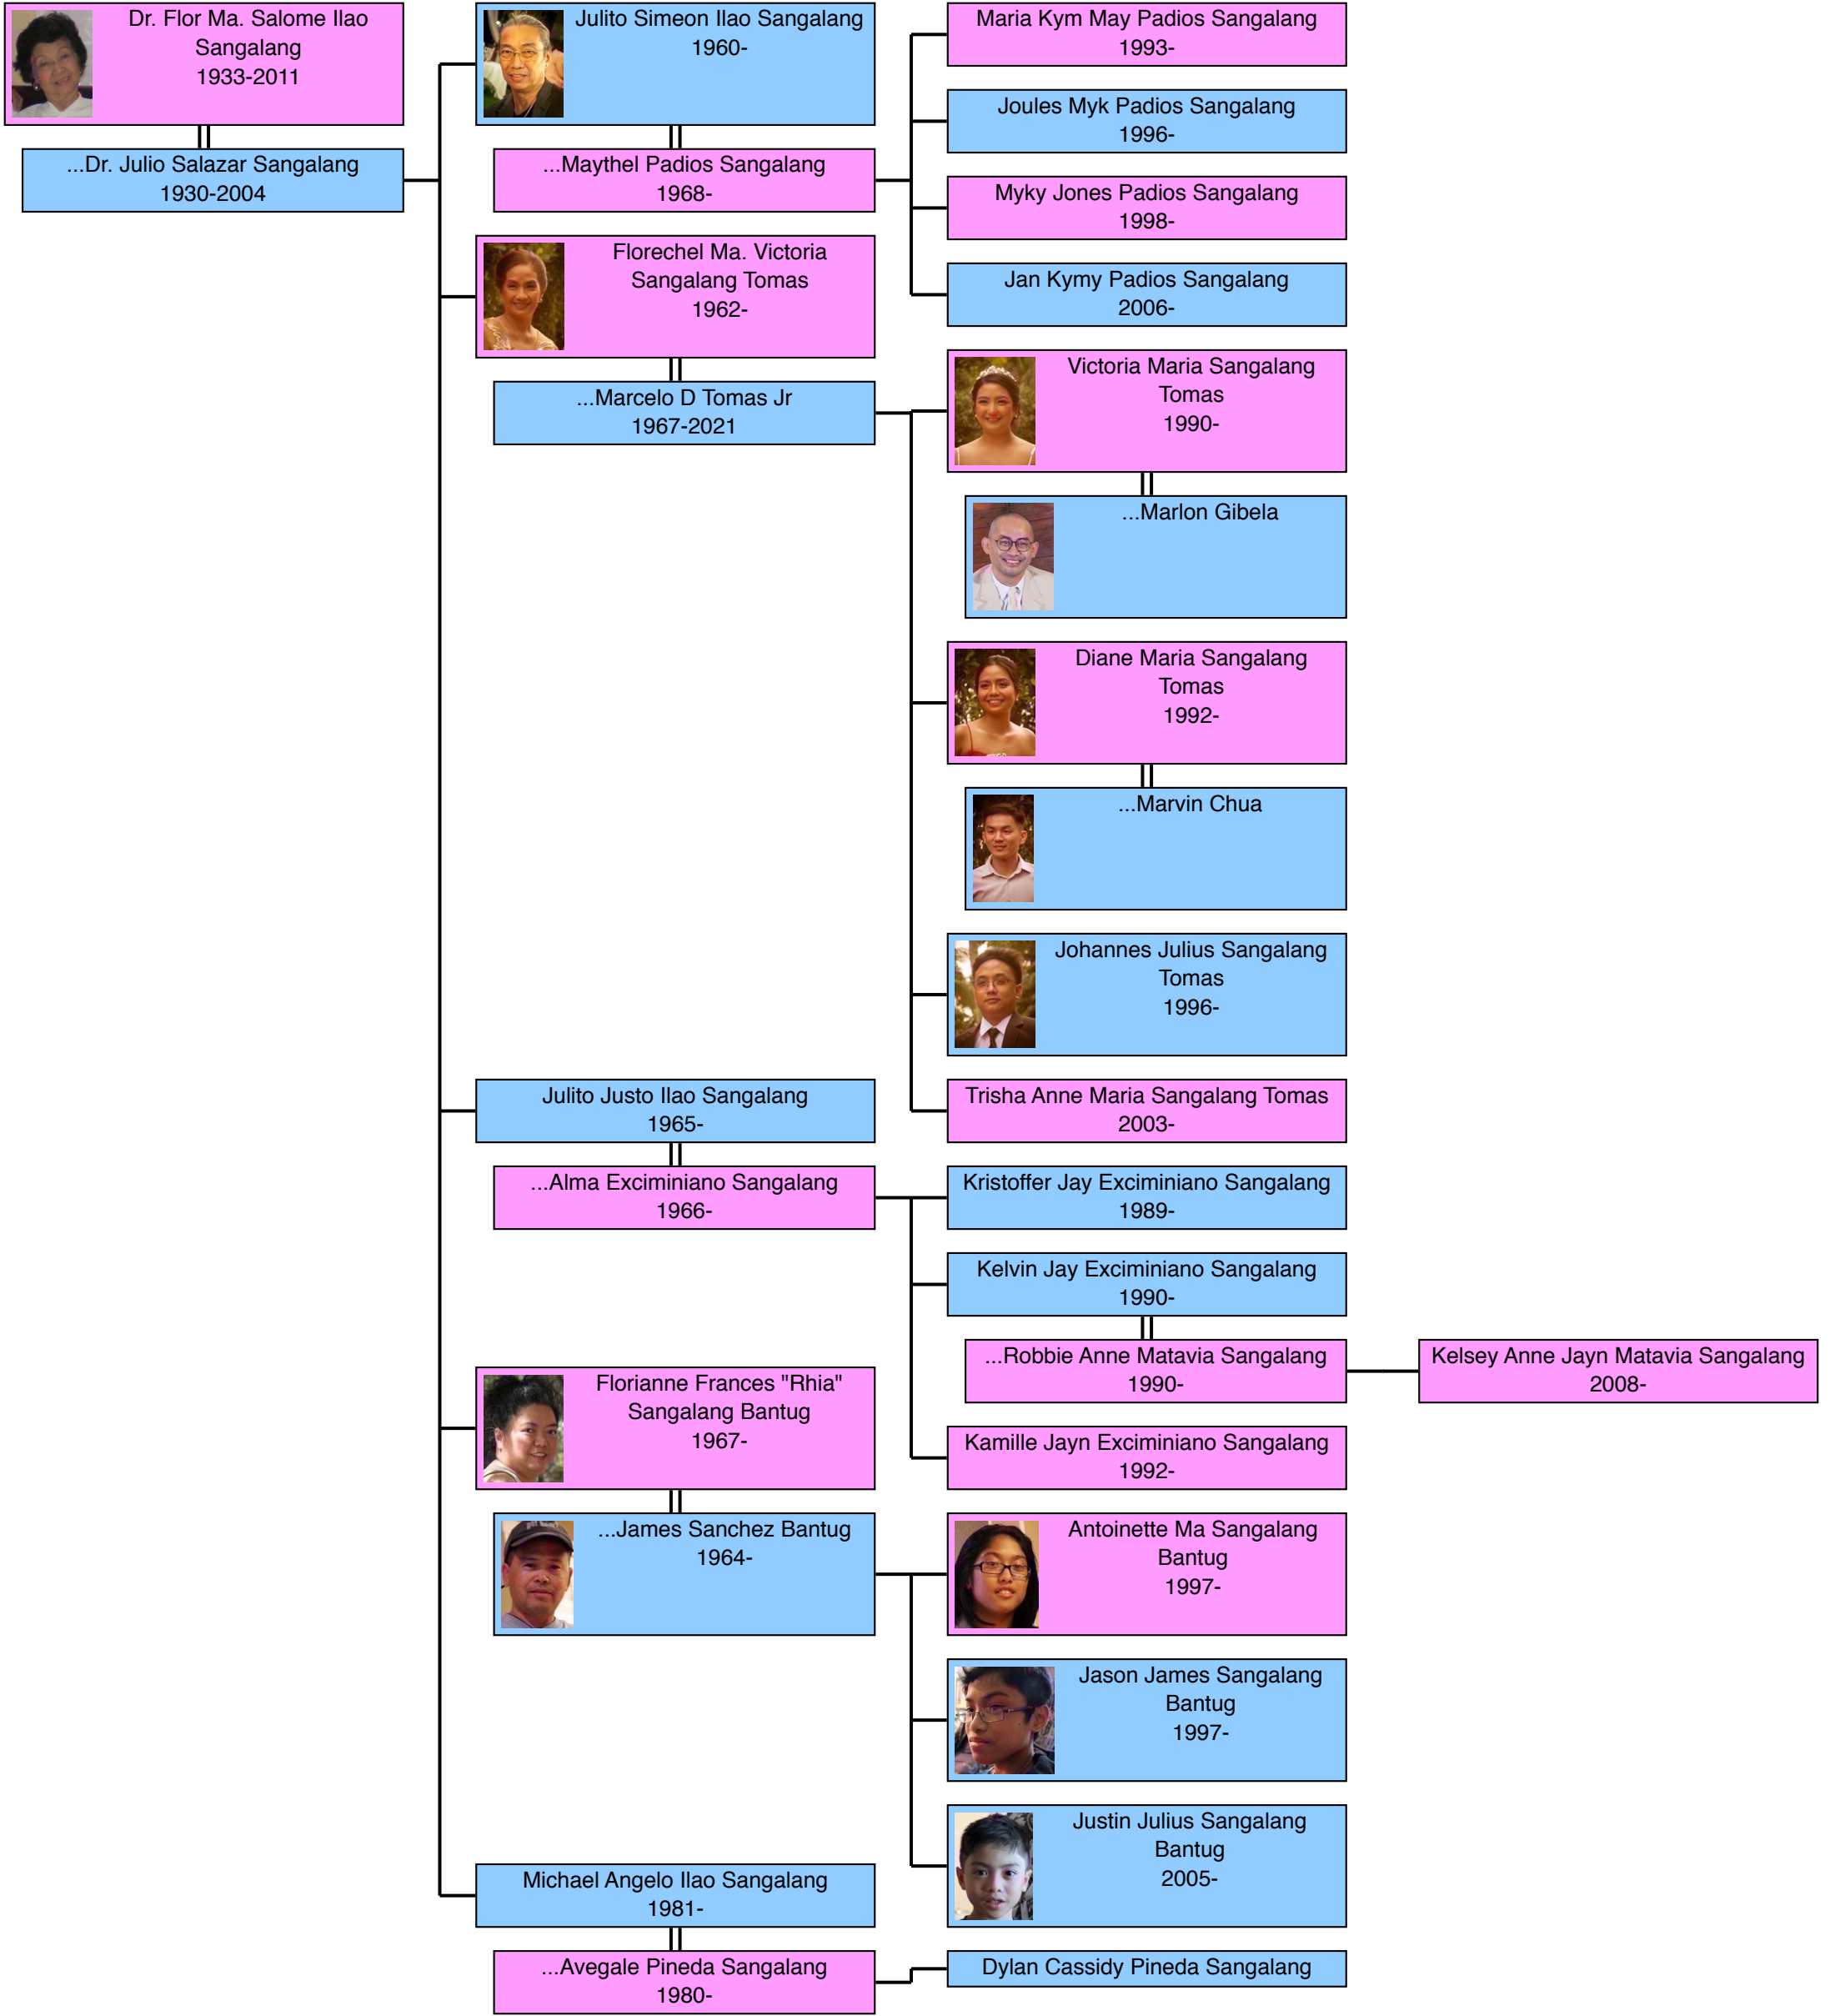 Dr. Flor Ma. Salome Ilao
Sangalang
1933-2011
...Dr. Julio Salazar Sangalang
1930-2004
Julito Simeon Ilao Sangalang
1960-
...Maythel Padios Sangalang
1968-
Maria Kym May Padios Sangalang
1993-
Joules Myk Padios Sangalang
1996-
Myky Jones Padios Sangalang
1998-
Jan Kymy Padios Sangalang
2006-
Florechel Ma. Victoria
Sangalang Tomas
1962-
...Marcelo D Tomas Jr
1967-2021
Victoria Maria Sangalang
Tomas
1990-
...Marlon Gibela
Diane Maria Sangalang
Tomas
1992-
...Marvin Chua
Johannes Julius Sangalang
Tomas
1996-
Trisha Anne Maria Sangalang Tomas
2003-
Julito Justo Ilao Sangalang
1965-
...Alma Exciminiano Sangalang
1966-
Kristoffer Jay Exciminiano Sangalang
1989-
Kelvin Jay Exciminiano Sangalang
1990-
...Robbie Anne Matavia Sangalang
1990-
Kelsey Anne Jayn Matavia Sangalang
2008-
Kamille Jayn Exciminiano Sangalang
1992-
Florianne Frances "Rhia"
Sangalang Bantug
1967-
...James Sanchez Bantug
1964-
Antoinette Ma Sangalang
Bantug
1997-
Jason James Sangalang
Bantug
1997-
Justin Julius Sangalang
Bantug
2005-
Michael Angelo Ilao Sangalang
1981-
...Avegale Pineda Sangalang
1980-
Dylan Cassidy Pineda Sangalang